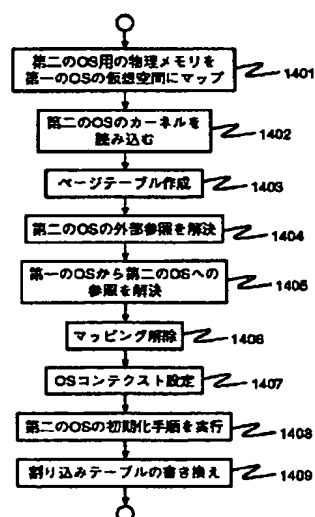 第二のOS用の物理メモリを
第一のOSの仮想空間にマップ
1401
第二のOSのカーネルを
読み込む
1402
ページテーブル作成
1403
第二のOSの外部参照を解決
1404
第一のOSから第二のOSへの
参照を解決
1405
マッピング解除
1406
OSコンテクスト設定
1407
第二のOSの初期化手順を実行
1408
割り込みテーブルの書き換え
1409